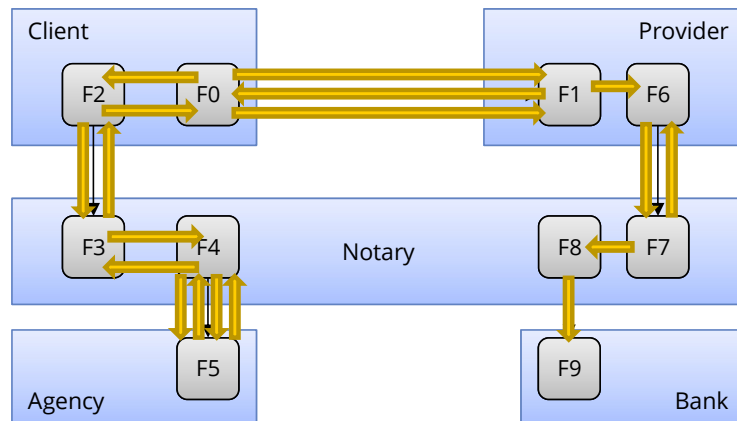 Client
Provider
F2
F0
F1
F6
F3
F4
Notary
F8
F7
F5
F9
Agency
Bank